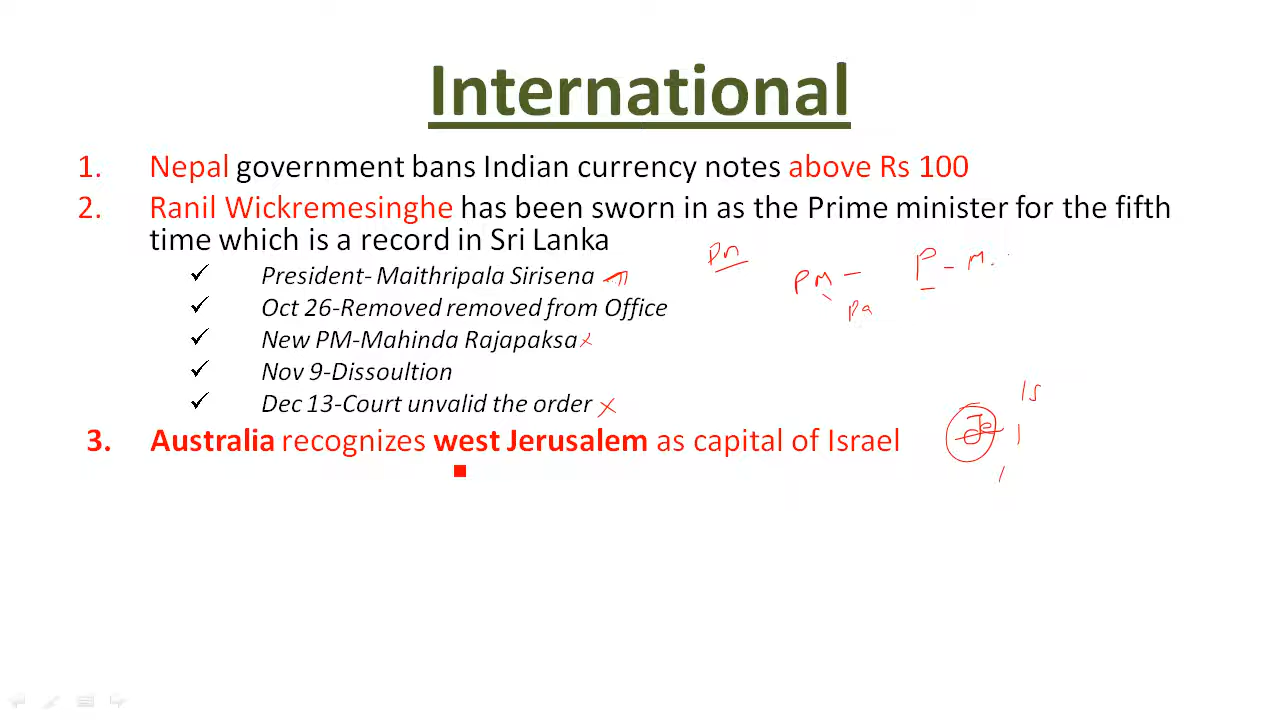 International
1. Nepal government bans Indian currency notes above Rs 100
2. Ranil Wickremesinghe has been sworn in as the Prime minister for the fifth
time which is a record in Sri Lanka
✓ President- Maithripala Sirisena
✓ Oct 26-Removed removed from Office
✓ New PM-Mahinda Rajapaksa x
✓ Nov 9-Dissoultion
✓ Dec 13-Court unvalid the order x
PM -
P - M.
Pa
3. Australia recognizes west Jerusalem as capital of Israel
Is
Je